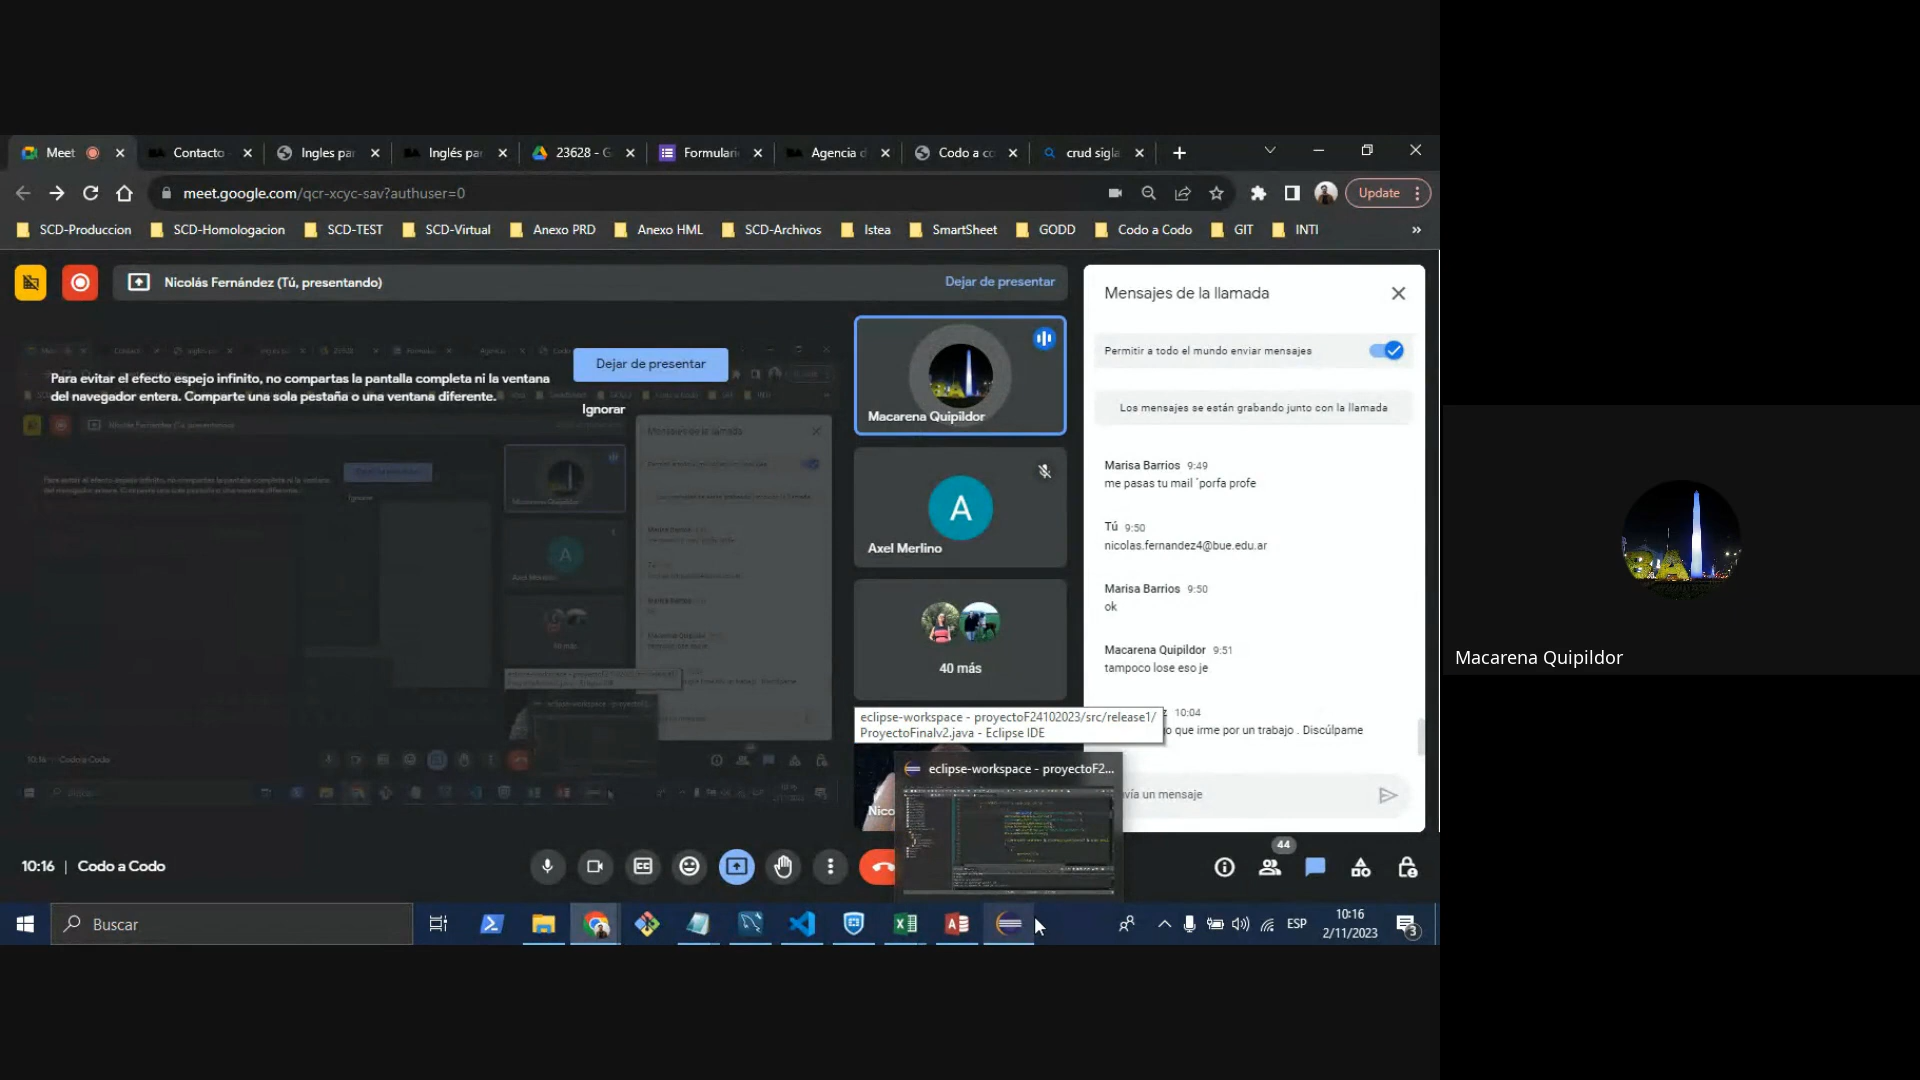 Meet
Contacto
Ingles par
Inglés pa
23628 - G
Formulari
Agencia d
Codo a co
crud sigla
meet.google.com/qcr-xcyc-sav?authuser=0
Update
SCD-Produccion
SCD-Homologacion
SCD-TEST
SCD-Virtual
Anexo PRD
Anexo HML
SCD-Archivos
Istea
SmartSheet
GODD
Codo a Codo
GIT
INTI
»
Nicolás Fernández (Tú, presentando)
Dejar de presentar
Para evitar el efecto espejo infinito, no compartas la pantalla completa ni la ventana
del navegador entera. Comparte una sola pestaña o una ventana diferente.
Dejar de presentar
Ignorar
Macarena Quipildor
A
Axel Merlino
40 más
Nico
Mensajes de la llamada
Permitir a todo el mundo enviar mensajes
Los mensajes se están grabando junto con la llamada
Marisa Barrios 9:49
me pasas tu mail ´porfa profe
Tú 9:50
nicolas.fernandez4@bue.edu.ar
Marisa Barrios 9:50
ok
Macarena Quipildor 9:51
tampoco lose eso je
z 10:04
o que irme por un trabajo . Discúlpame
vía un mensaje
eclipse-workspace - proyectoF24102023/src/release1/
ProyectoFinalv2.java - Eclipse IDE
eclipse-workspace - proyectoF2...
10:16 | Codo a Codo
44
Buscar
ESP
10:16
2/11/2023
3
Macarena Quipildor